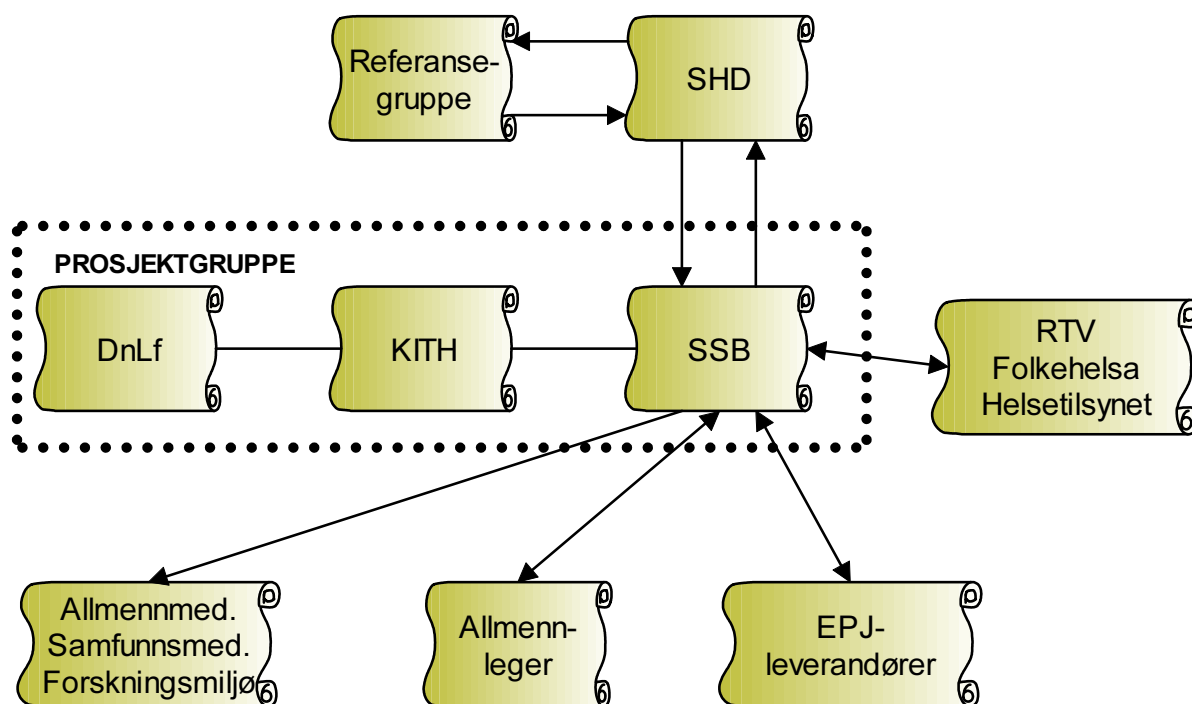 Referanse-
gruppe
SHD
PROSJEKTGRUPPE
DnLf
KITH
SSB
RTV
Folkehelsa
Helsetilsynet
Allmennmed.
Samfunnsmed.
Forskningsmiljø
Allmenn-
leger
EPJ-
leverandører